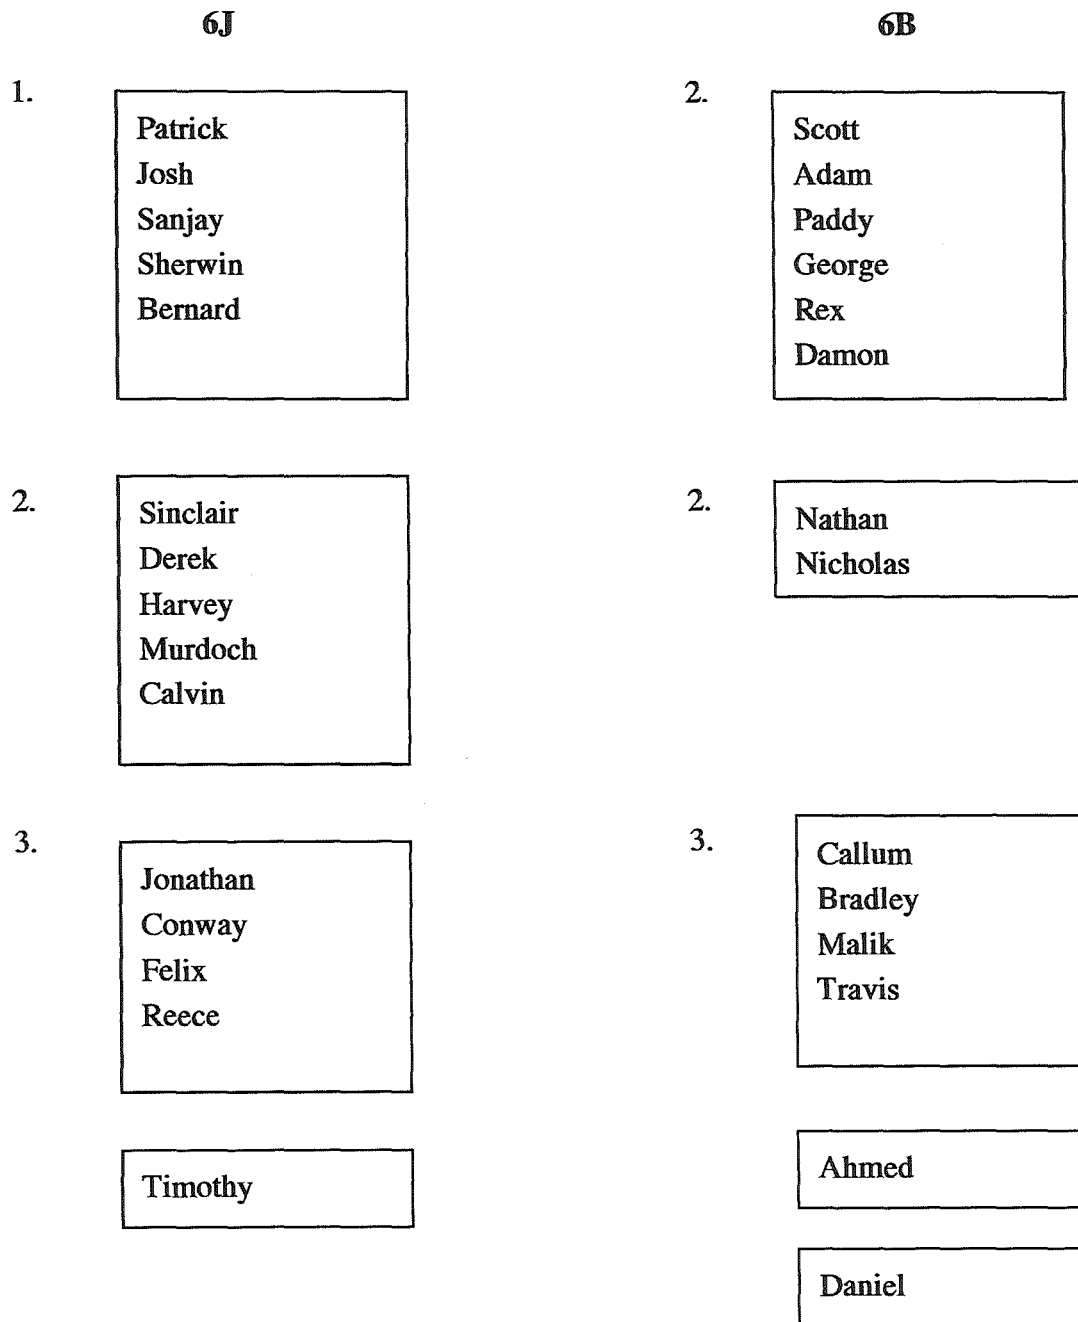 6J
1.
Patrick
Josh
Sanjay
Sherwin
Bernard
2.
Sinclair
Derek
Harvey
Murdoch
Calvin
3.
Jonathan
Conway
Felix
Reece
Timothy
6B
2.
Scott
Adam
Paddy
George
Rex
Damon
2.
Nathan
Nicholas
3.
Callum
Bradley
Malik
Travis
Ahmed
Daniel